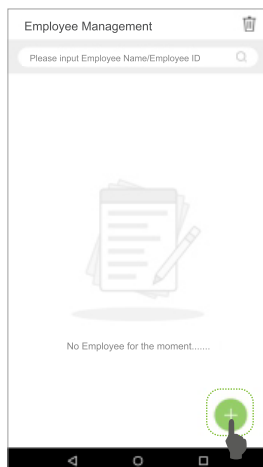 Employee Management
Please input Employee Name/Employee ID
No Employee for the moment.......